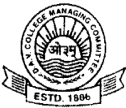 D.A.V. COLLEGE MANAGING COMMITTEE
ओ३म्
ESTD. 1886